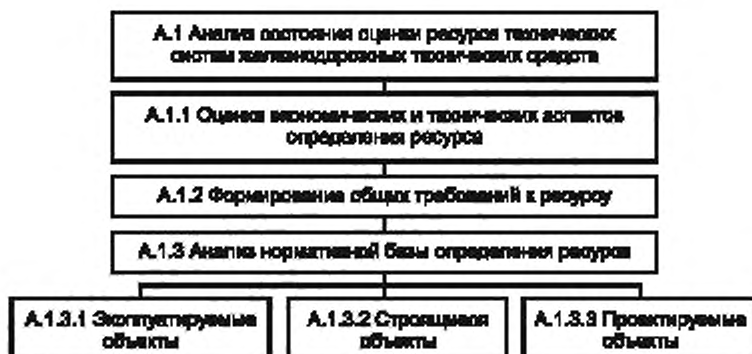 А.1 Анализ состояния оценки ресурса технических
систем железнодорожных технических средств
А.1.1 Оценка экономических и технических аспектов
определения ресурса
А.1.2 Формирование общих требований к ресурсу
А.1.3 Анализ нормативной базы определения ресурса
А.1.3.1 Эксплуатируемые
объекты
А.1.3.2 Строящиеся
объекты
А.1.3.3 Проектируемые
объекты